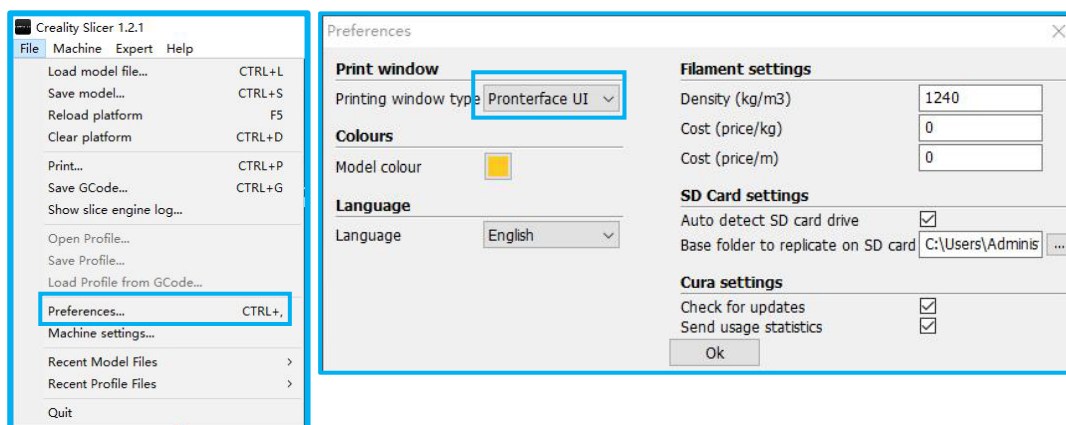 Creality Slicer 1.2.1
File Machine Expert Help
Load model file... CTRL+L
Save model... CTRL+S
Reload platform F5
Clear platform CTRL+D
Print... CTRL+P
Save GCode... CTRL+G
Show slice engine log...
Open Profile...
Save Profile...
Load Profile from GCode...
Preferences... CTRL+,
Machine settings...
Recent Model Files
Recent Profile Files
Quit
Preferences
Print window
Printing window type Pronterface UI
Colours
Model colour
Language
Language English
Filament settings
Density (kg/m3) 1240
Cost (price/kg) 0
Cost (price/m) 0
SD Card settings
Auto detect SD card drive
Base folder to replicate on SD card C:\Users\Adminis ...
Cura settings
Check for updates
Send usage statistics
Ok